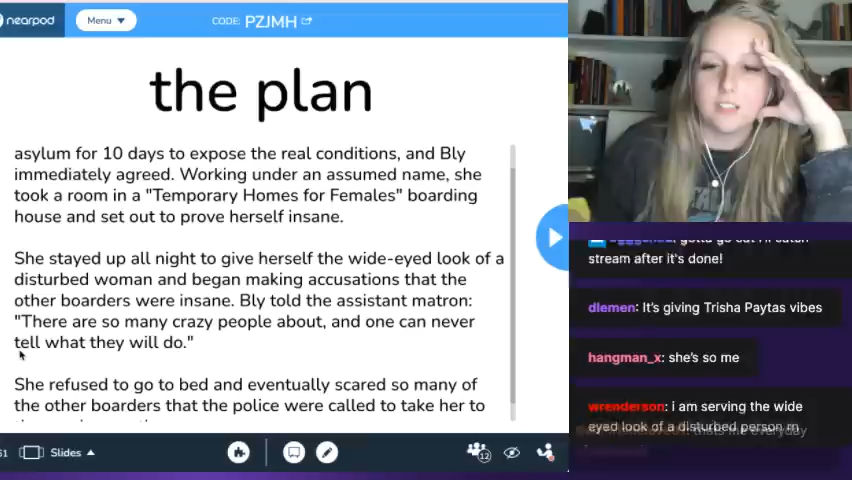 nearpod
Menu
CODE: PZJMH
the plan
asylum for 10 days to expose the real conditions, and Bly
immediately agreed. Working under an assumed name, she
took a room in a "Temporary Homes for Females" boarding
house and set out to prove herself insane.
She stayed up all night to give herself the wide-eyed look of a
disturbed woman and began making accusations that the
other boarders were insane. Bly told the assistant matron:
"There are so many crazy people about, and one can never
tell what they will do."
She refused to go to bed and eventually scared so many of
the other boarders that the police were called to take her to
Slides
12
stream after it's done!
dlemen: It's giving Trisha Paytas vibes
hangman_x: she's so me
wrenderson: i am serving the wide
eyed look of a disturbed person rn
thats me everyday